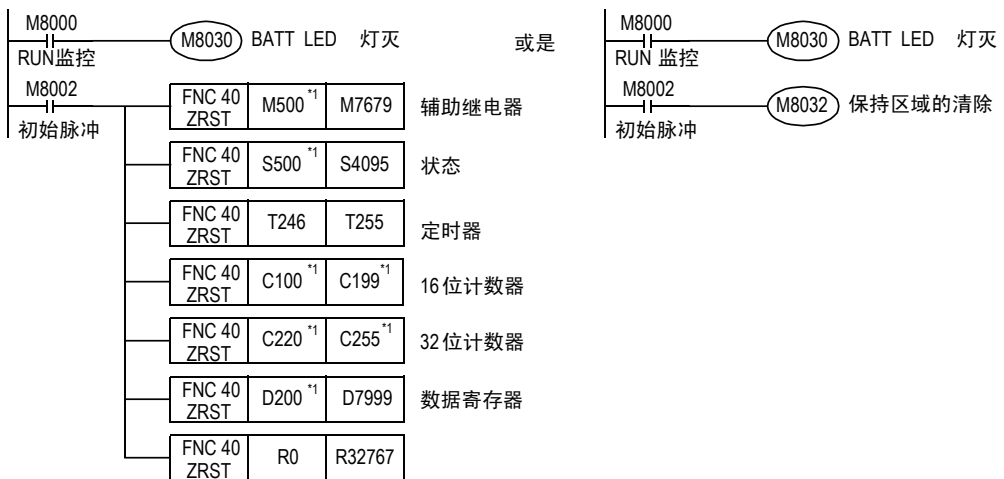 M8000
RUN监控
M8030 BATT LED 灯灭
M8002
初始脉冲
FNC 40 ZRST M500 *1 M7679 辅助继电器
FNC 40 ZRST S500 *1 S4095 状态
FNC 40 ZRST T246 T255 定时器
FNC 40 ZRST C100 *1 C199 *1 16位计数器
FNC 40 ZRST C220 *1 C255 *1 32位计数器
FNC 40 ZRST D200 *1 D7999 数据寄存器
FNC 40 ZRST R0 R32767
或是
M8000
RUN 监控
M8030 BATT LED 灯灭
M8002
初始脉冲
M8032 保持区域的清除